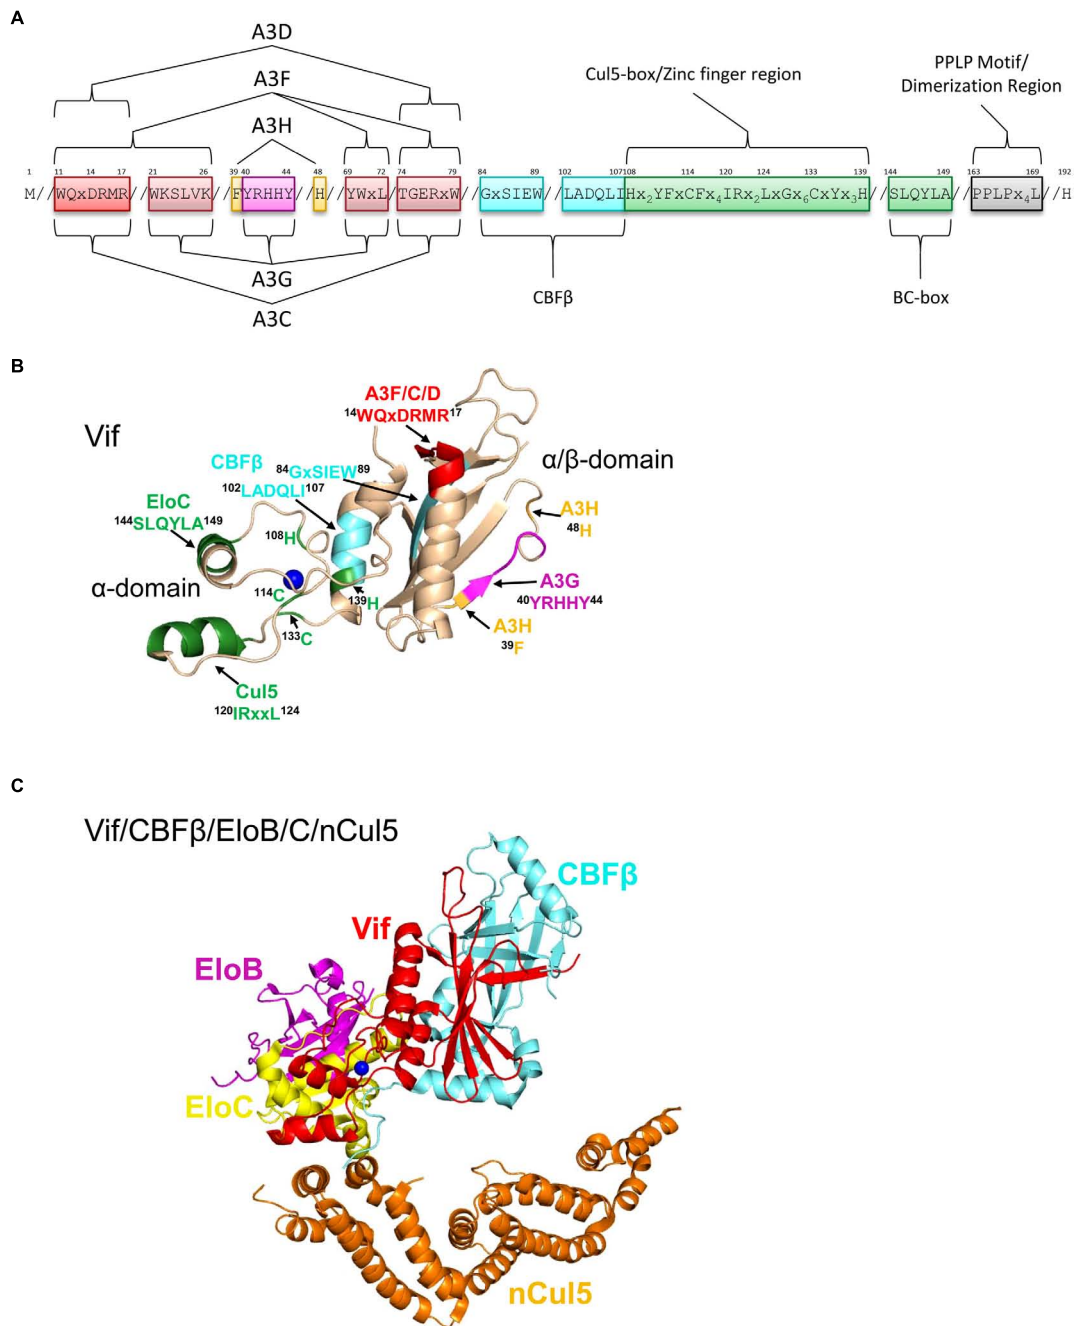 A
A3D
A3F
A3H
Cul5-box/Zinc finger region
PPLP Motif/
Dimerization Region
1 11 14 17 21 26 39 40 44 48 69 72 74 79 84 89 102 107 108 114 120 124 133 139 144 149 163 169 192
M//WQxDRMR//WKSLVK//FYRHHY//H//YWxL//TGERxW//GxSIEW//LADQLIHx₂YFxCFx₄IRx₂LxGx₆CxYx₃H//SLQYLA//PPLPx₄L//H
A3G
A3C
CBFβ
BC-box
B
Vif
A3F/C/D
¹⁴WQxDRMR¹⁷
α/β-domain
CBFβ
⁸⁴GxSIEW⁸⁹
¹⁰²LADQLI¹⁰⁷
EloC
¹⁴⁴SLQYLA¹⁴⁹
¹⁰⁸H
A3H
⁴⁸H
α-domain
¹¹⁴C
¹³⁹H
A3G
⁴⁰YRHHY⁴⁴
¹³³C
A3H
³⁹F
Cul5
¹²⁰IRxxL¹²⁴
C
Vif/CBFβ/EloB/C/nCul5
CBFβ
Vif
EloB
EloC
nCul5